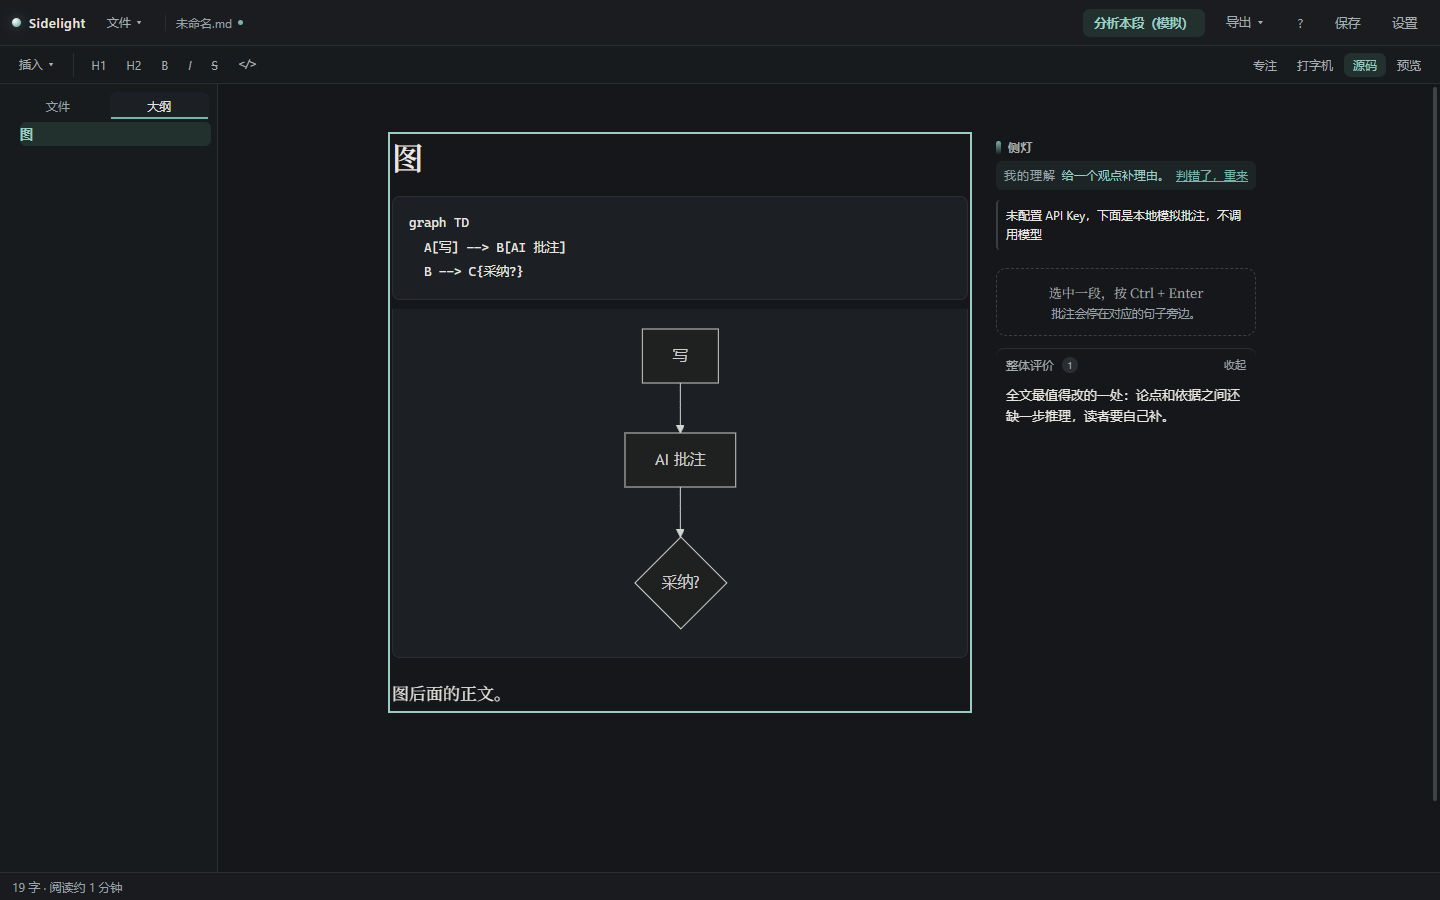 Sidelight
文件
未命名.md
分析本段（模拟）
导出
?
保存
设置
插入
H1
H2
B
I
S
</>
专注
打字机
源码
预览
文件
大纲
图
图
graph TD
A[写] --> B[AI 批注]
B --> C{采纳?}
写
AI 批注
采纳?
图后面的正文。
侧灯
我的理解 给一个观点补理由。 判错了，重来
未配置 API Key，下面是本地模拟批注，不调
用模型
选中一段，按 Ctrl + Enter
批注会停在对应的句子旁边。
整体评价 1
收起
全文最值得改的一处：论点和依据之间还
缺一步推理，读者要自己补。
19 字 · 阅读约 1 分钟